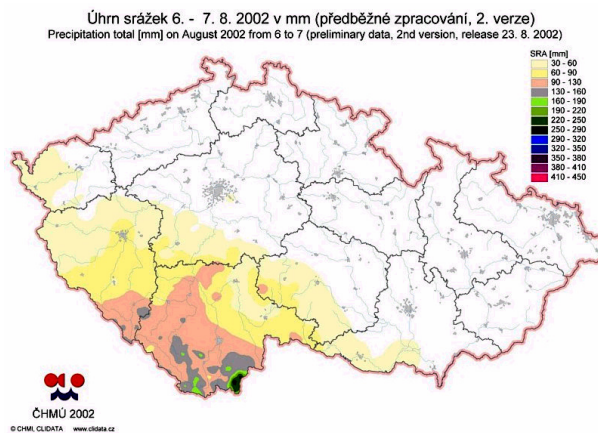 Úhrn srážek 6. - 7. 8. 2002 v mm (předběžné zpracování, 2. verze)
Precipitation total [mm] on August 2002 from 6 to 7 (preliminary data, 2nd version, release 23. 8. 2002)
SRA [mm]
30 - 60
60 - 90
90 - 130
130 - 160
160 - 190
190 - 220
220 - 250
250 - 290
290 - 320
320 - 350
350 - 380
380 - 410
410 - 450
ČHMÚ 2002
© CHMI, CLIDATA www.clidata.cz